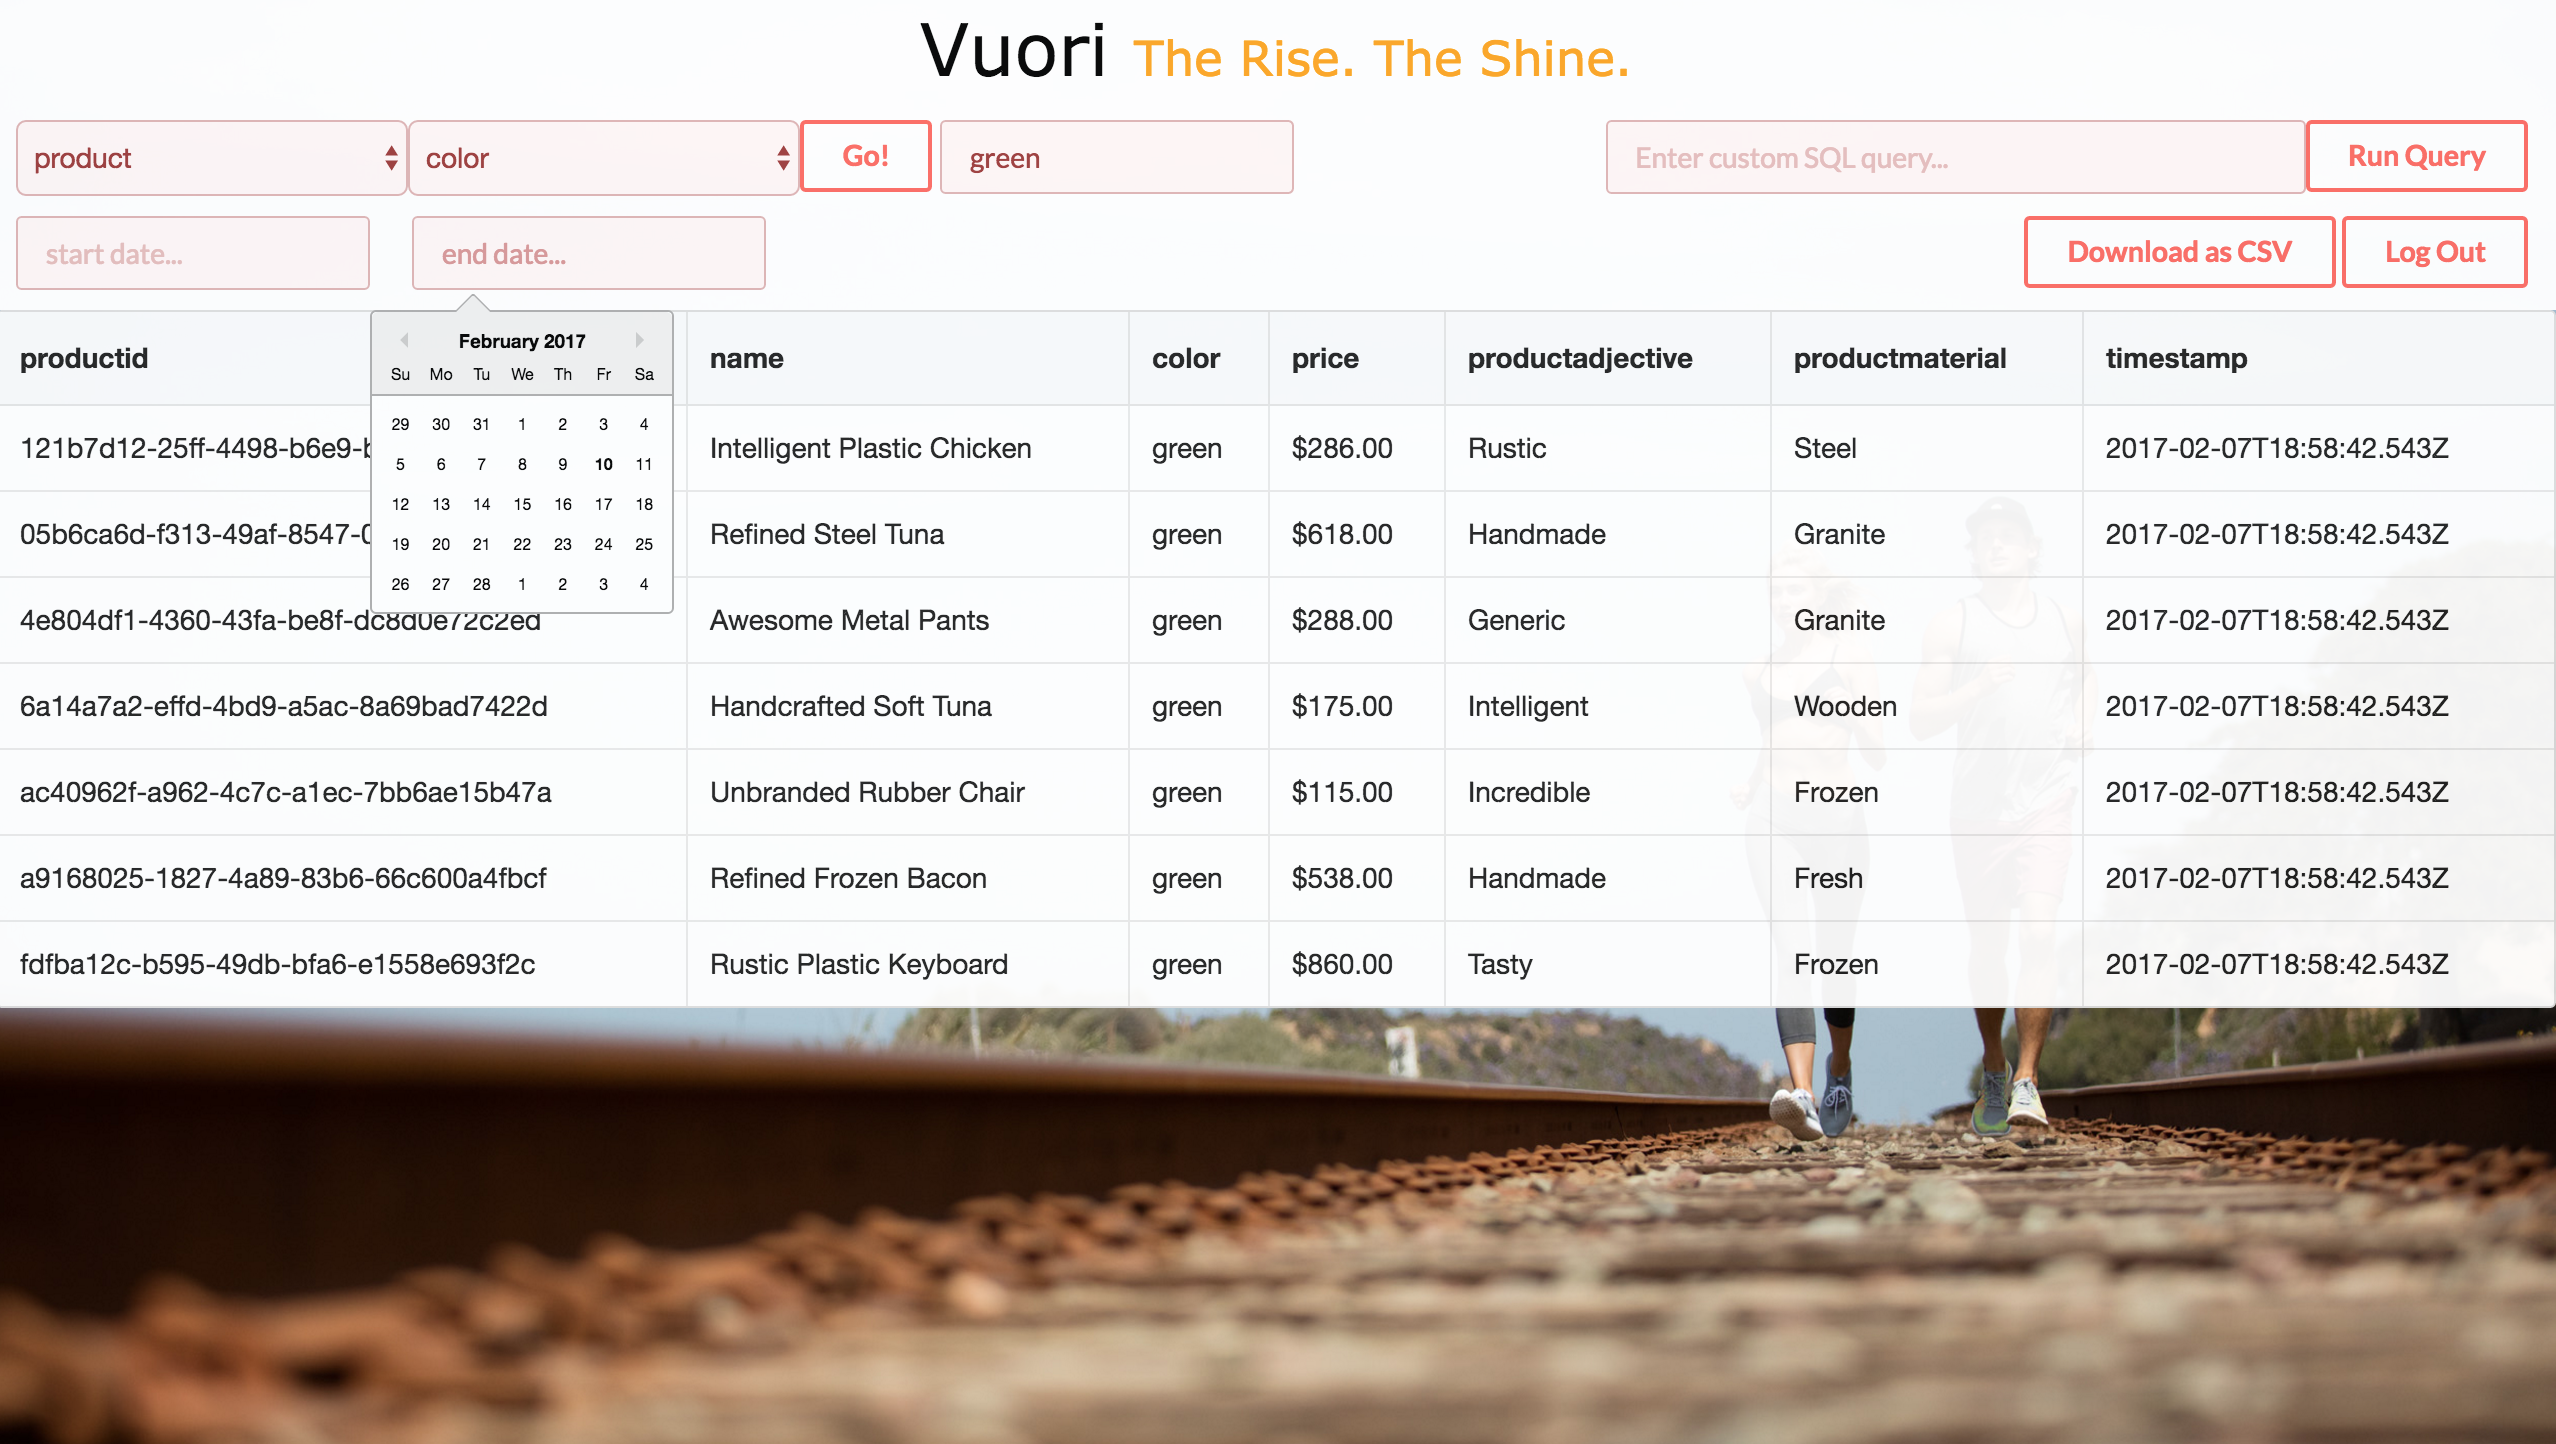 Vuori The Rise. The Shine.
product color Go! green Enter custom SQL query... Run Query
start date... end date... Download as CSV Log Out
February 2017
Su Mo Tu We Th Fr Sa
29 30 31 1 2 3 4
5 6 7 8 9 10 11
12 13 14 15 16 17 18
19 20 21 22 23 24 25
26 27 28 1 2 3 4
productid name color price productadjective productmaterial timestamp
121b7d12-25ff-4498-b6e9- Intelligent Plastic Chicken green $286.00 Rustic Steel 2017-02-07T18:58:42.543Z
05b6ca6d-f313-49af-8547- Refined Steel Tuna green $618.00 Handmade Granite 2017-02-07T18:58:42.543Z
4e804df1-4360-43fa-be8f-dc8d0e72c2ed Awesome Metal Pants green $288.00 Generic Granite 2017-02-07T18:58:42.543Z
6a14a7a2-effd-4bd9-a5ac-8a69bad7422d Handcrafted Soft Tuna green $175.00 Intelligent Wooden 2017-02-07T18:58:42.543Z
ac40962f-a962-4c7c-a1ec-7bb6ae15b47a Unbranded Rubber Chair green $115.00 Incredible Frozen 2017-02-07T18:58:42.543Z
a9168025-1827-4a89-83b6-66c600a4fbcf Refined Frozen Bacon green $538.00 Handmade Fresh 2017-02-07T18:58:42.543Z
fdfba12c-b595-49db-bfa6-e1558e693f2c Rustic Plastic Keyboard green $860.00 Tasty Frozen 2017-02-07T18:58:42.543Z